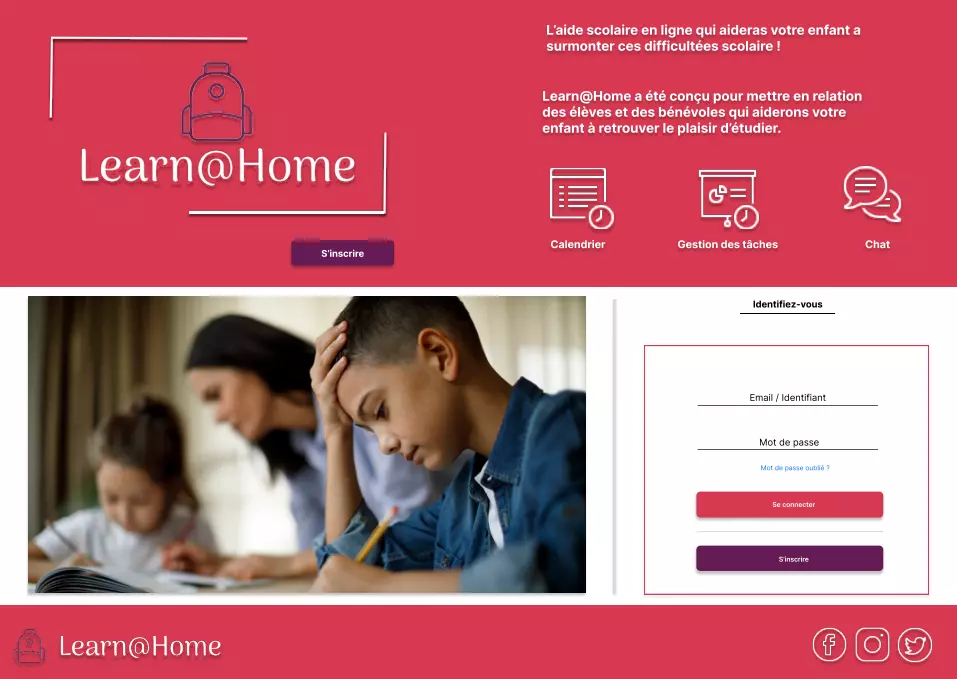 Learn@Home
S'inscrire
L'aide scolaire en ligne qui aideras votre enfant a
surmonter ces difficultées scolaire !
Learn@Home a été conçu pour mettre en relation
des élèves et des bénévoles qui aiderons votre
enfant à retrouver le plaisir d'étudier.
Calendrier
Gestion des tâches
Chat
Identifiez-vous
Email / Identifiant
Mot de passe
Mot de passe oublié ?
Se connecter
S'inscrire
Learn@Home